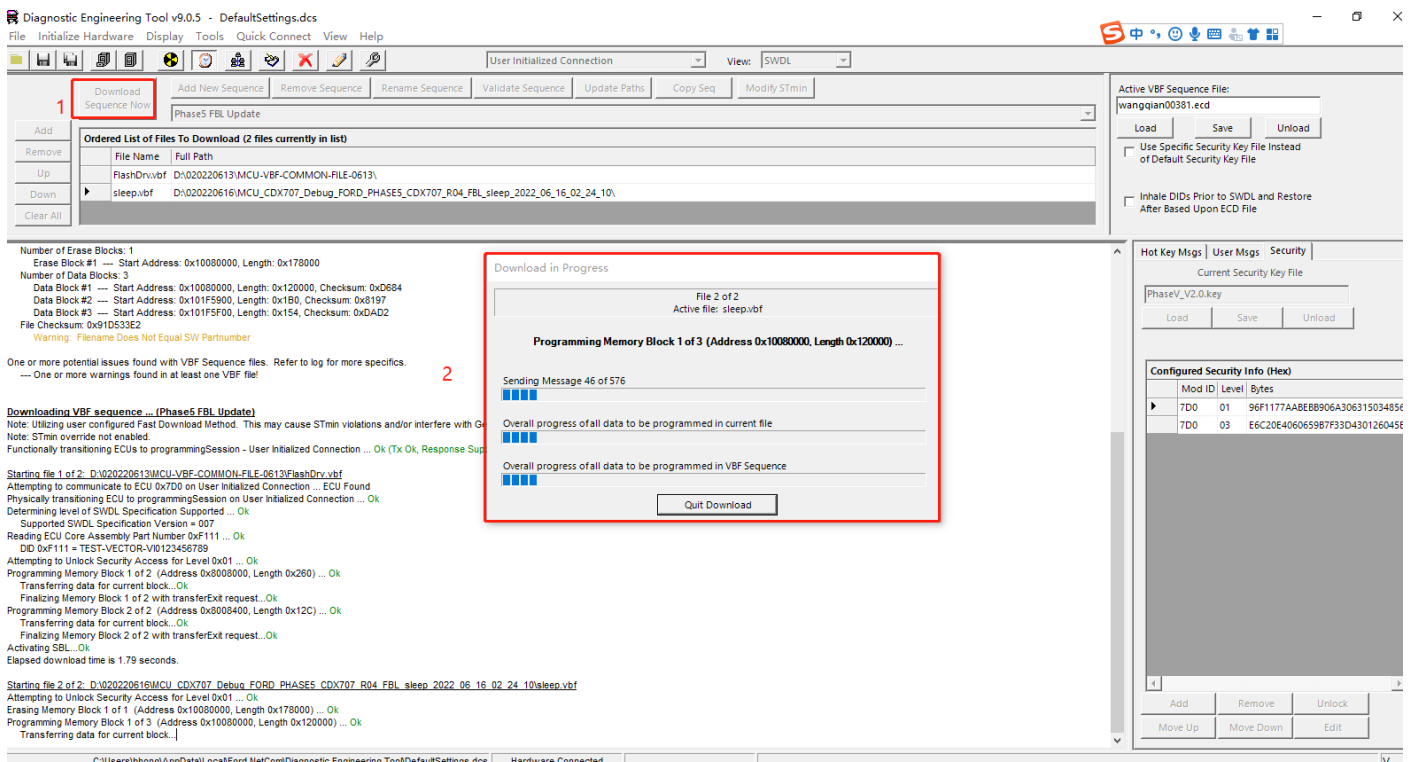 Diagnostic Engineering Tool v9.0.5 - DefaultSettings.dcs
File Initialize Hardware Display Tools Quick Connect View Help
中
User Initialized Connection
View: SWDL
1
Download
Sequence Now
Add New Sequence
Remove Sequence
Rename Sequence
Validate Sequence
Update Paths
Copy Seq
Modify STmin
Phase5 FBL Update
Add
Remove
Up
Down
Clear All
Ordered List of Files To Download (2 files currently in list)
File Name Full Path
FlashDrv.vbf D:\020220613\MCU-VBF-COMMON-FILE-0613\
sleep.vbf D:\020220616\MCU_CDX707_Debug_FORD_PHASE5_CDX707_R04_FBL_sleep_2022_06_16_02_24_10\
Active VBF Sequence File:
wangqian00381.ecd
Load
Save
Unload
Use Specific Security Key File Instead
of Default Security Key File
Inhale DIDs Prior to SWDL and Restore
After Based Upon ECD File
Number of Erase Blocks: 1
Erase Block #1 --- Start Address: 0x10080000, Length: 0x178000
Number of Data Blocks: 3
Data Block #1 --- Start Address: 0x10080000, Length: 0x120000, Checksum: 0xD684
Data Block #2 --- Start Address: 0x101F5900, Length: 0x1B0, Checksum: 0x8197
Data Block #3 --- Start Address: 0x101F5F00, Length: 0x154, Checksum: 0xDAD2
File Checksum: 0x91D533E2
Warning: Filename Does Not Equal SW Partnumber
One or more potential issues found with VBF Sequence files. Refer to log for more specifics.
--- One or more warnings found in at least one VBF file!
2
Downloading VBF sequence ... (Phase5 FBL Update)
Note: Utilizing user configured Fast Download Method. This may cause STmin violations and/or interfere with Ge
Note: STmin override not enabled.
Functionally transitioning ECUs to programmingSession - User Initialized Connection ... Ok (Tx Ok, Response Sup
Starting file 1 of 2: D:\020220613\MCU-VBF-COMMON-FILE-0613\FlashDrv.vbf
Attempting to communicate to ECU 0x7D0 on User Initialized Connection ... ECU Found
Physically transitioning ECU to programmingSession on User Initialized Connection ... Ok
Determining level of SWDL Specification Supported ... Ok
Supported SWDL Specification Version = 007
Reading ECU Core Assembly Part Number 0xF111 ... Ok
DID 0xF111 = TEST-VECTOR-VI0123456789
Attempting to Unlock Security Access for Level 0x01 ... Ok
Programming Memory Block 1 of 2 (Address 0x8008000, Length 0x260) ... Ok
Transferring data for current block...Ok
Finalizing Memory Block 1 of 2 with transferExit request...Ok
Programming Memory Block 2 of 2 (Address 0x8008400, Length 0x12C) ... Ok
Transferring data for current block...Ok
Finalizing Memory Block 2 of 2 with transferExit request...Ok
Activating SBL...Ok
Elapsed download time is 1.79 seconds.
Starting file 2 of 2: D:\020220616\MCU_CDX707_Debug_FORD_PHASE5_CDX707_R04_FBL_sleep_2022_06_16_02_24_10\sleep.vbf
Attempting to Unlock Security Access for Level 0x01 ... Ok
Erasing Memory Block 1 of 1 (Address 0x10080000, Length 0x178000) ... Ok
Programming Memory Block 1 of 3 (Address 0x10080000, Length 0x120000) ... Ok
Transferring data for current block...
Download in Progress
File 2 of 2
Active file: sleep.vbf
Programming Memory Block 1 of 3 (Address 0x10080000, Length 0x120000) ...
Sending Message 46 of 576
Overall progress of all data to be programmed in current file
Overall progress of all data to be programmed in VBF Sequence
Quit Download
Hot Key Msgs User Msgs Security
Current Security Key File
PhaseV_V2.0.key
Load
Save
Unload
Configured Security Info (Hex)
Mod ID Level Bytes
7D0 01 96F1177AABEBB906A306315034856
7D0 03 E6C20E4060659B7F33D430126045E
Add
Remove
Unlock
Move Up
Move Down
Edit
C:\Users\hhong\AppData\Local\Ford NetCom\Diagnostic Engineering Tool\DefaultSettings.dcs
Hardware Connected